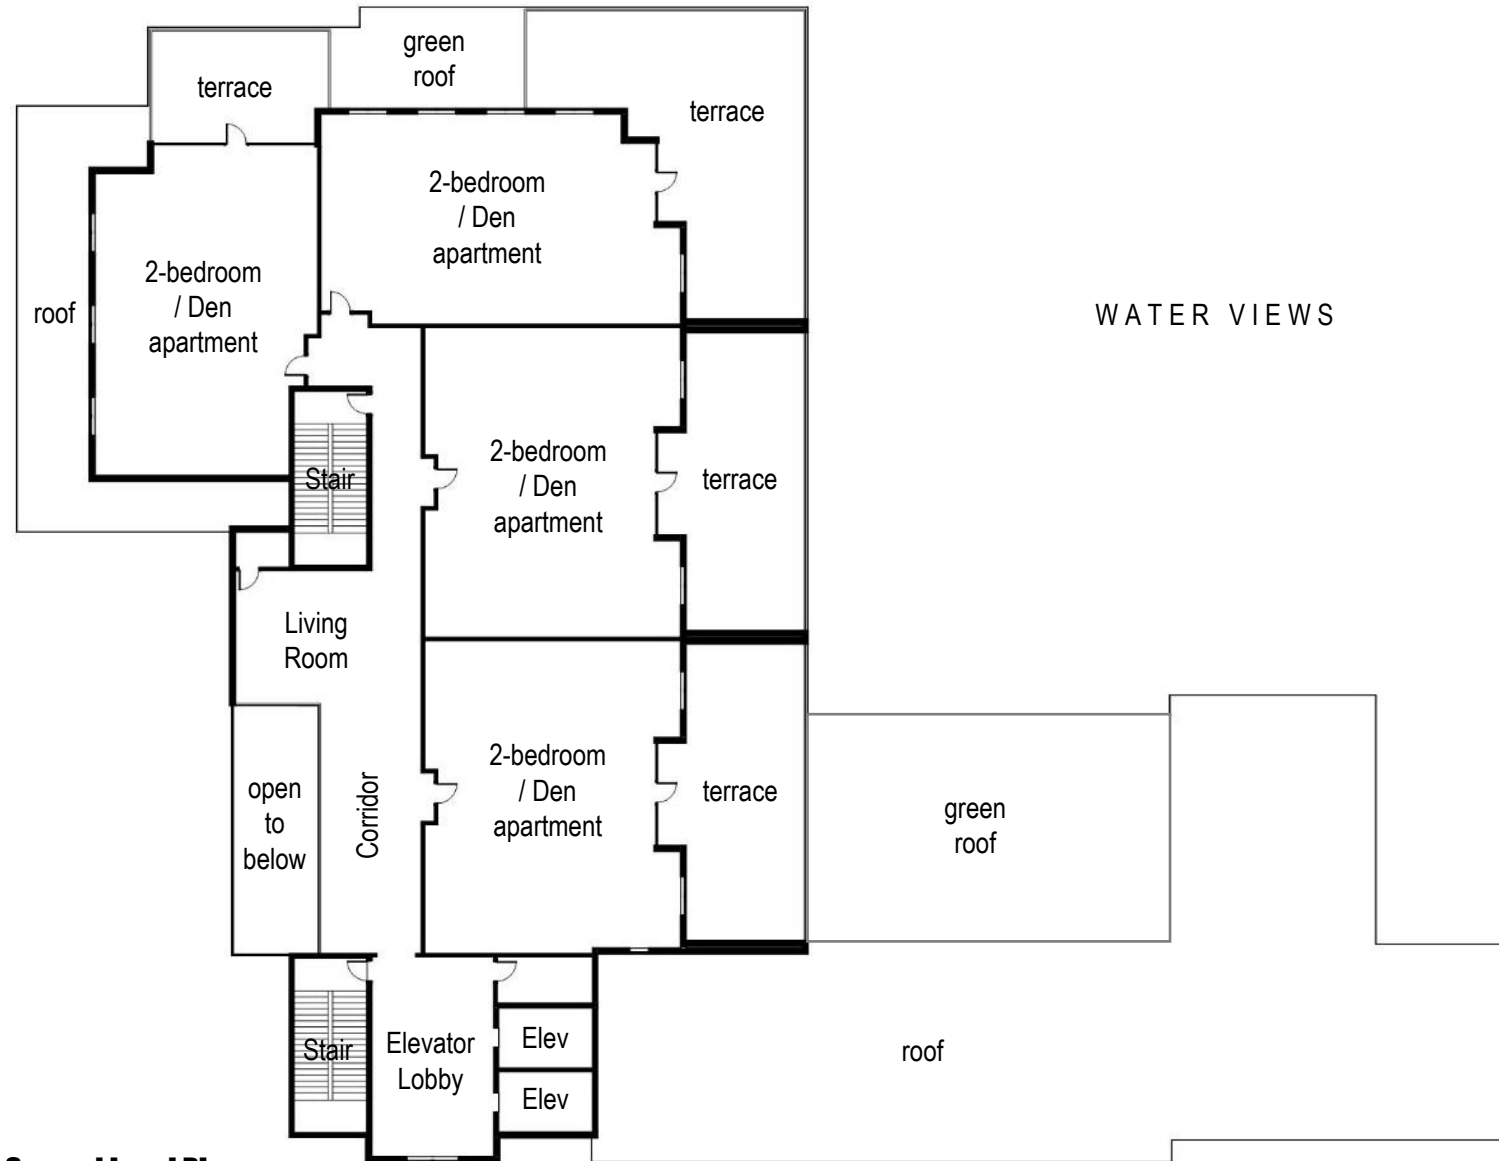 green
roof
terrace
terrace
2-bedroom
/ Den
apartment
2-bedroom
/ Den
apartment
roof
WATER VIEWS
2-bedroom
/ Den
apartment
terrace
Stair
Living
Room
2-bedroom
/ Den
apartment
terrace
open
to
below
Corridor
green
roof
Stair
Elevator
Lobby
Elev
Elev
roof